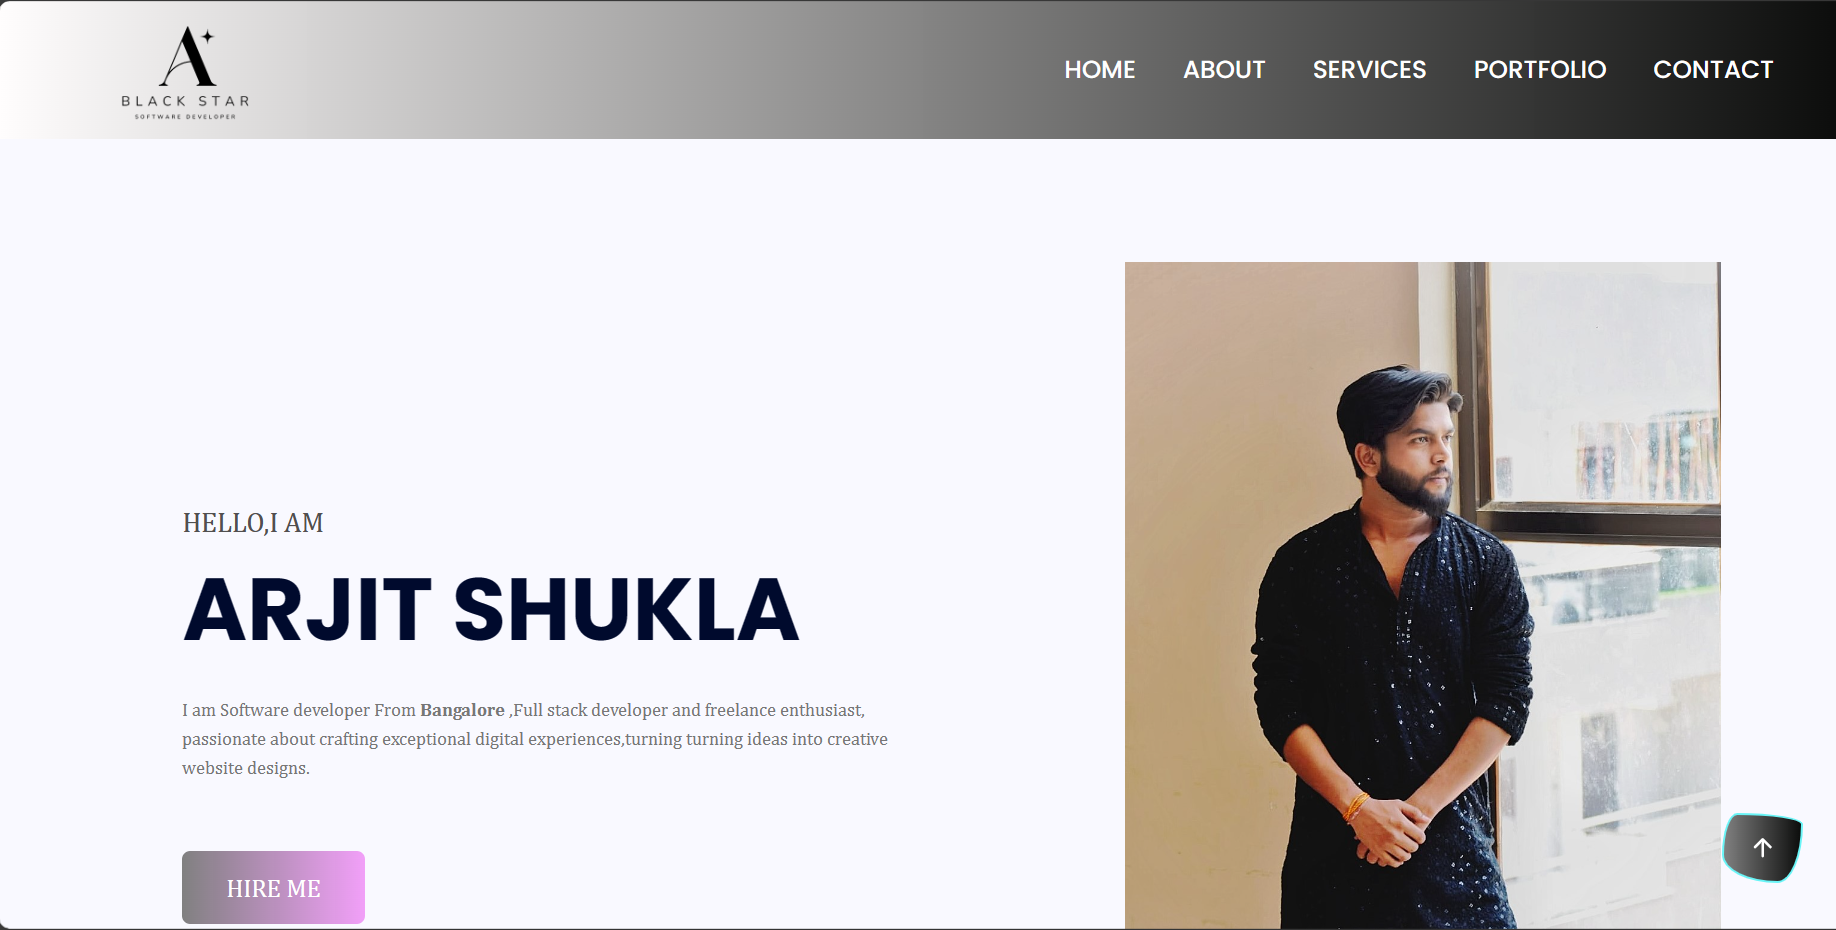 A
BLACK STAR
SOFTWARE DEVELOPER
HOME ABOUT SERVICES PORTFOLIO CONTACT
HELLO,I AM
ARJIT SHUKLA
I am Software developer From Bangalore ,Full stack developer and freelance enthusiast,
passionate about crafting exceptional digital experiences,turning turning ideas into creative
website designs.
HIRE ME